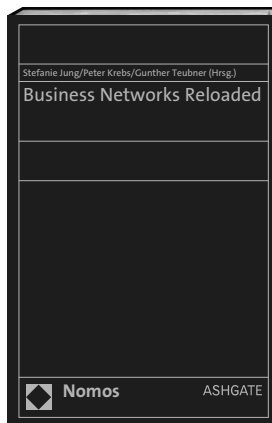 Stefanie Jung/Peter Krebs/Gunther Teubner (Hrsg.)
Business Networks Reloaded
Nomos
ASHGATE